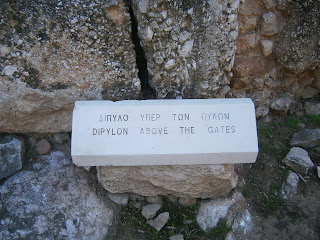 ΔΙΠΥΛΟ ΥΠΕΡ ΤΩΝ ΠΥΛΩΝ
DIPYLON ABOVE THE GATES